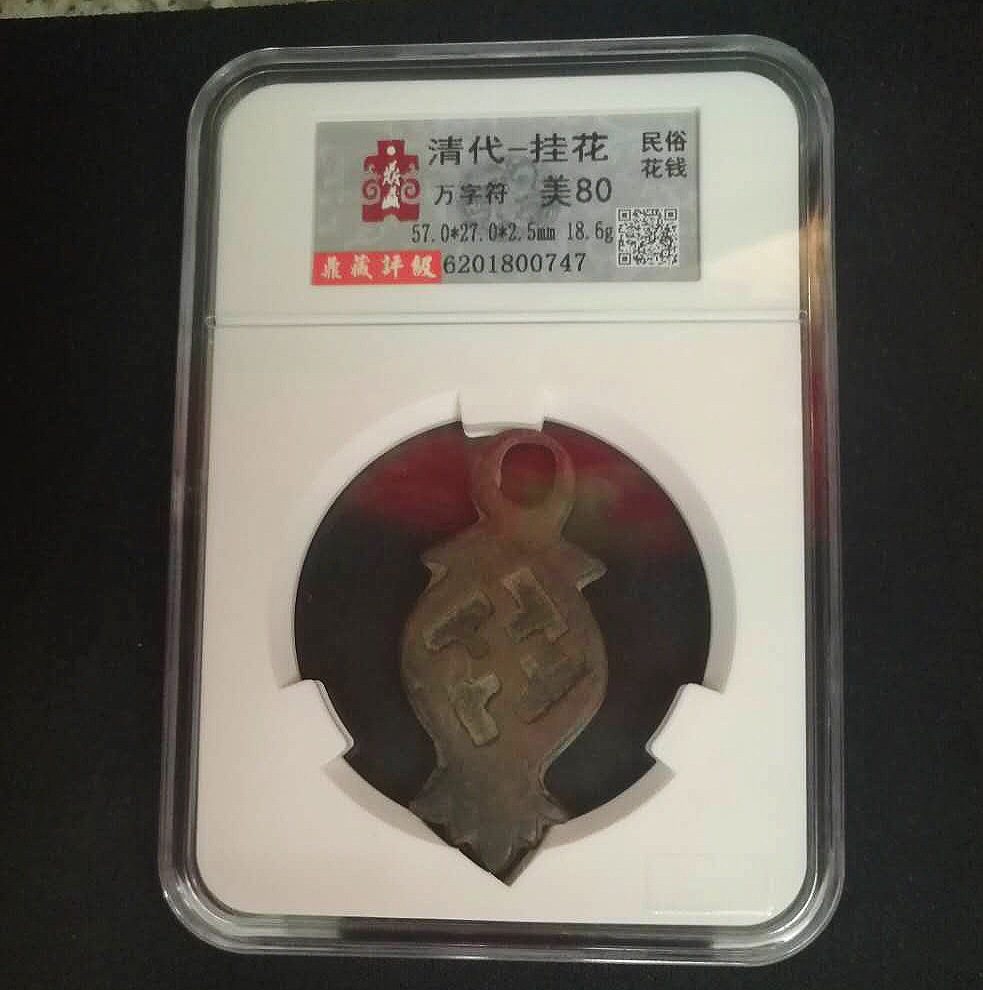 清代-挂花
民俗
花钱
万字符 美80
57.0*27.0*2.5mm 18.6g
鼎藏評級 6201800747